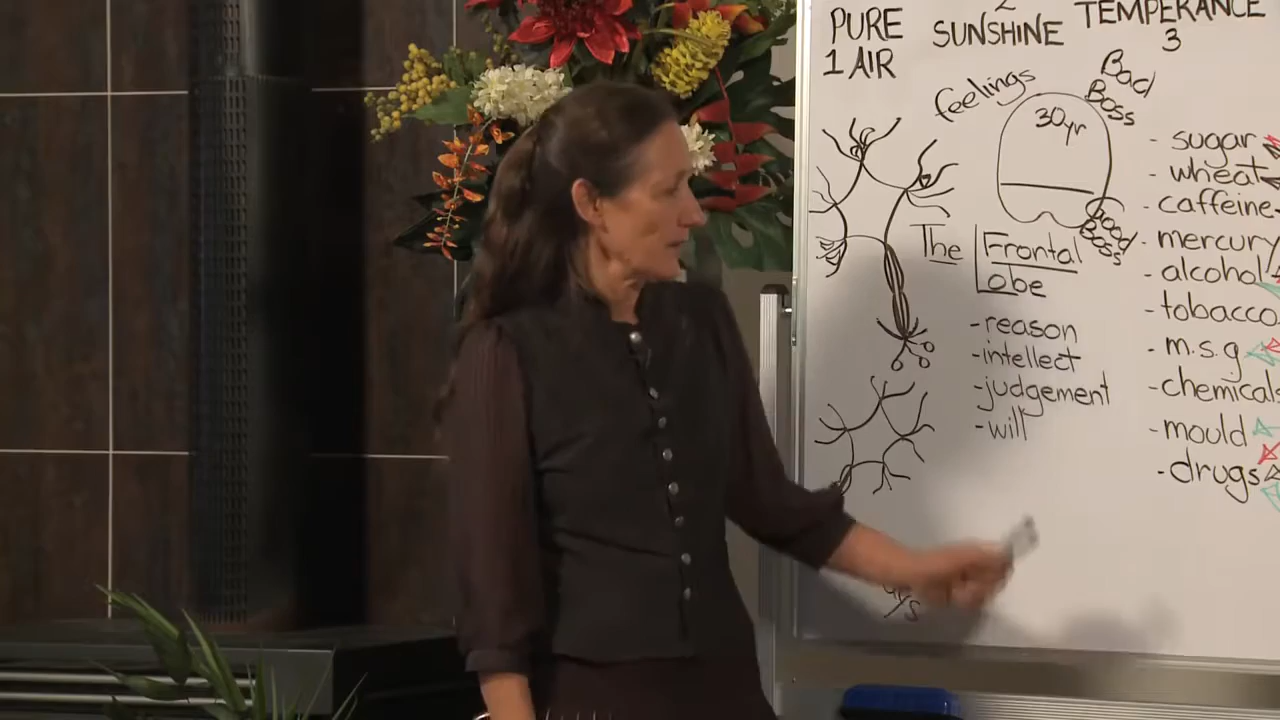 PURE
1 AIR
2
SUNSHINE
TEMPERANCE
3
feelings
Bad
Boss
30yr
Good
Boss
The Frontal
Lobe
-reason
-intellect
-judgement
-will
- sugar
- wheat
- caffeine
- mercury
- alcohol
- tobacco
- m.s.g
-chemicals
- mould
-drugs